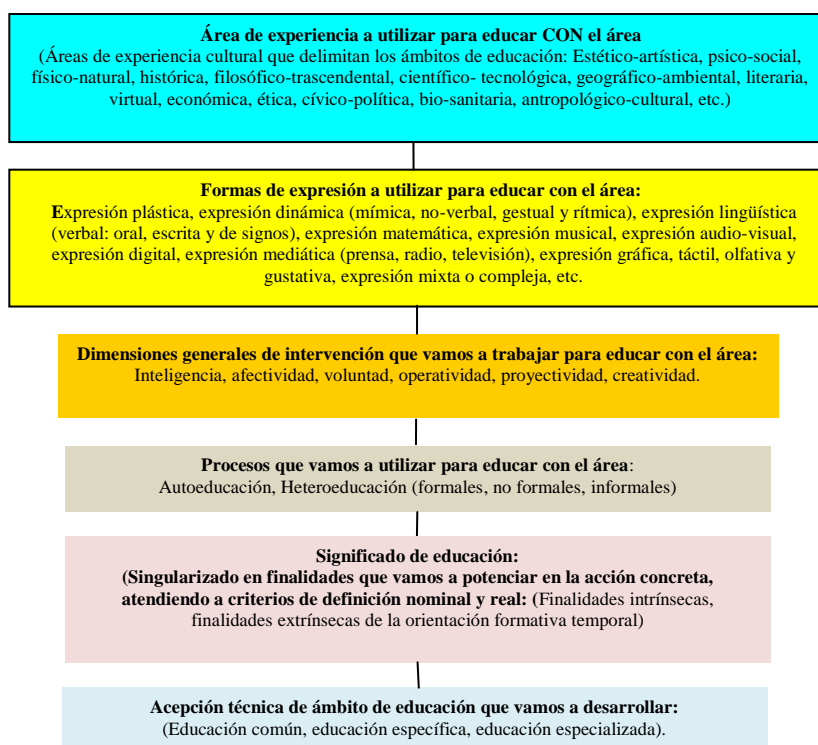 Área de experiencia a utilizar para educar CON el área
(Áreas de experiencia cultural que delimitan los ámbitos de educación: Estético-artística, psico-social,
físico-natural, histórica, filosófico-trascendental, científico- tecnológica, geográfico-ambiental, literaria,
virtual, económica, ética, cívico-política, bio-sanitaria, antropológico-cultural, etc.)
Formas de expresión a utilizar para educar con el área:
Expresión plástica, expresión dinámica (mímica, no-verbal, gestual y rítmica), expresión lingüística
(verbal: oral, escrita y de signos), expresión matemática, expresión musical, expresión audio-visual,
expresión digital, expresión mediática (prensa, radio, televisión), expresión gráfica, táctil, olfativa y
gustativa, expresión mixta o compleja, etc.
Dimensiones generales de intervención que vamos a trabajar para educar con el área:
Inteligencia, afectividad, voluntad, operatividad, proyectividad, creatividad.
Procesos que vamos a utilizar para educar con el área:
Autoeducación, Heteroeducación (formales, no formales, informales)
Significado de educación:
(Singularizado en finalidades que vamos a potenciar en la acción concreta,
atendiendo a criterios de definición nominal y real: (Finalidades intrínsecas,
finalidades extrínsecas de la orientación formativa temporal)
Acepción técnica de ámbito de educación que vamos a desarrollar:
(Educación común, educación específica, educación especializada).